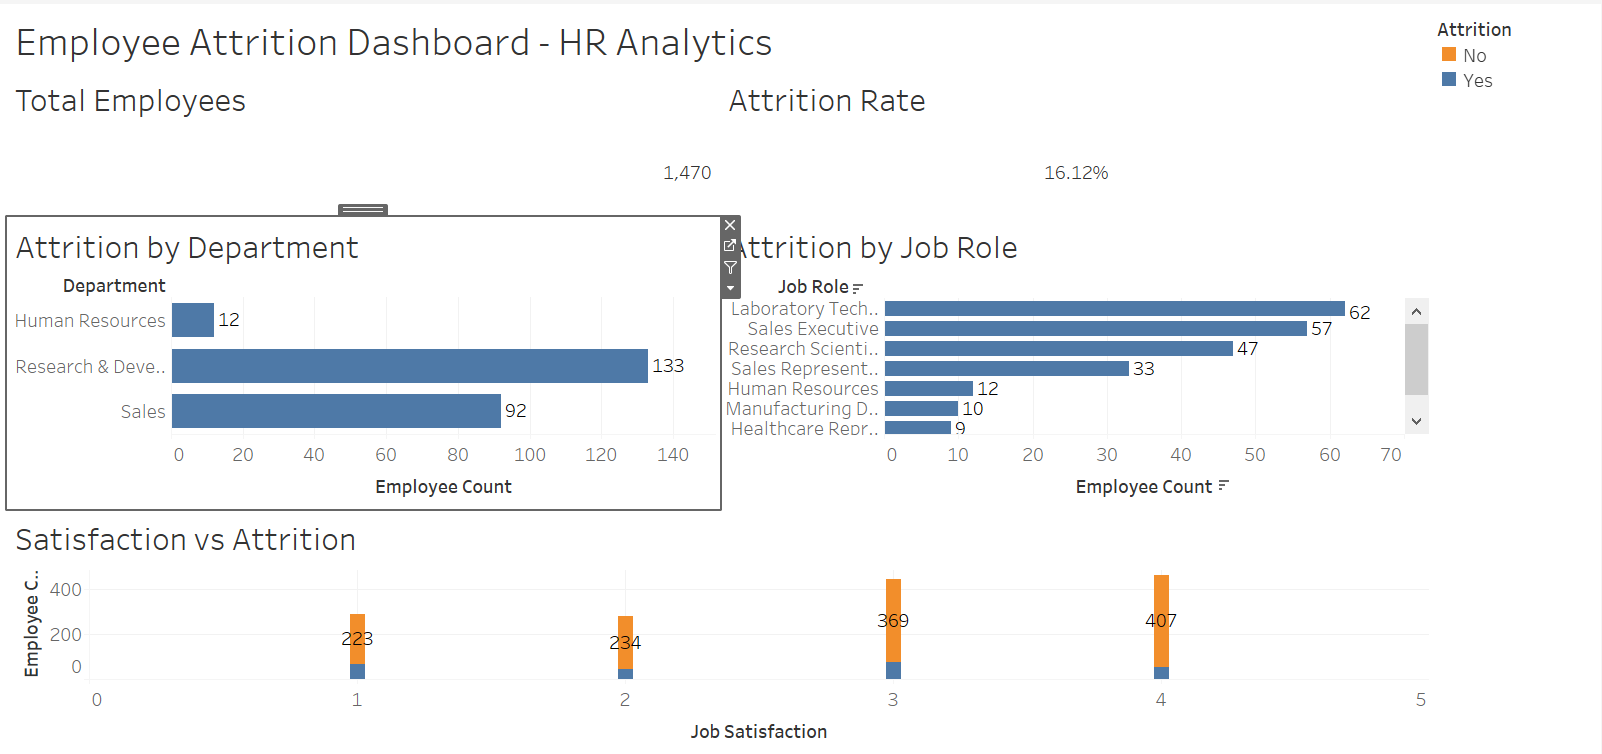 Employee Attrition Dashboard - HR Analytics
Attrition
No
Yes
Total Employees
1,470
Attrition Rate
16.12%
Attrition by Department
Department
Human Resources 12
Research & Deve.. 133
Sales 92
0 20 40 60 80 100 120 140
Employee Count
Attrition by Job Role
Job Role
Laboratory Tech.. 62
Sales Executive 57
Research Scienti.. 47
Sales Represent.. 33
Human Resources 12
Manufacturing D.. 10
Healthcare Repr.. 9
0 10 20 30 40 50 60 70
Employee Count
Satisfaction vs Attrition
Employee C..
400
200
0
223 234 369 407
0 1 2 3 4 5
Job Satisfaction